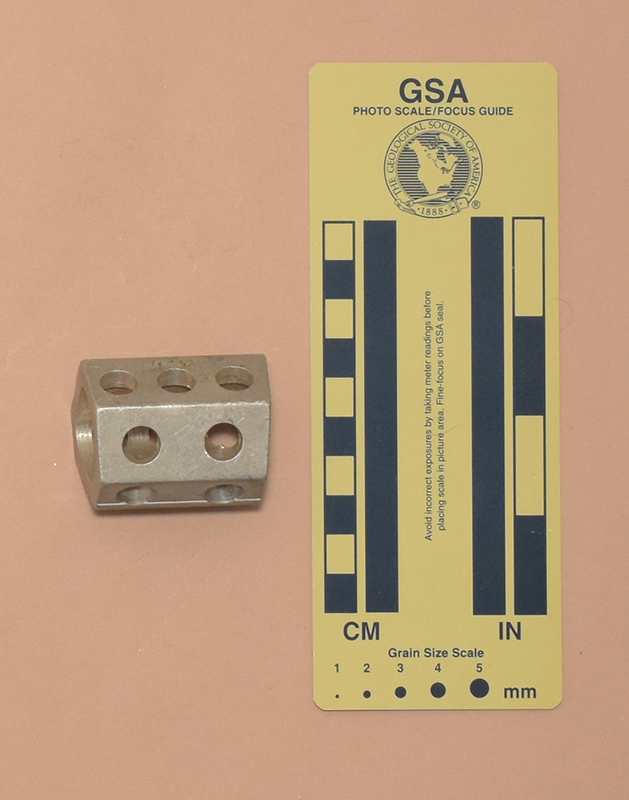 GSA
PHOTO SCALE/FOCUS GUIDE
THE GEOLOGICAL SOCIETY OF AMERICA
· 1888 ·
®
Avoid incorrect exposures by taking meter readings before
placing scale in picture area. Fine-focus on GSA seal.
CM IN
Grain Size Scale
1 2 3 4 5
mm